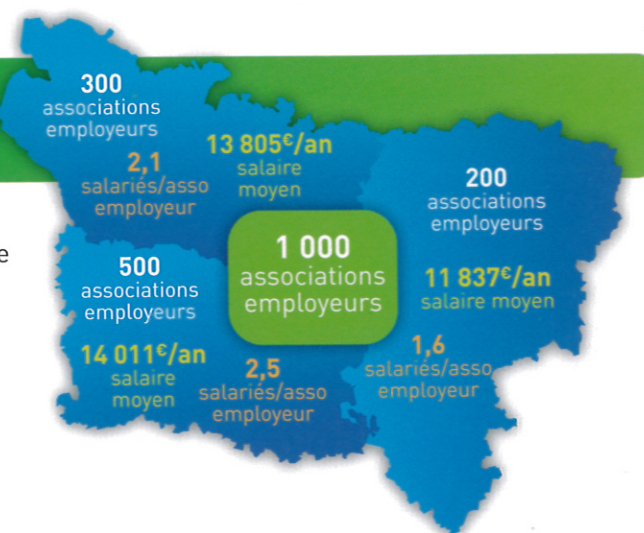 300
associations
employeurs
2,1
salariés/asso
employeur
13 805€/an
salaire
moyen
200
associations
employeurs
11 837€/an
salaire moyen
1,6
salariés/asso
employeur
1 000
associations
employeurs
500
associations
employeurs
14 011€/an
salaire
moyen
2,5
salariés/asso
employeur
e